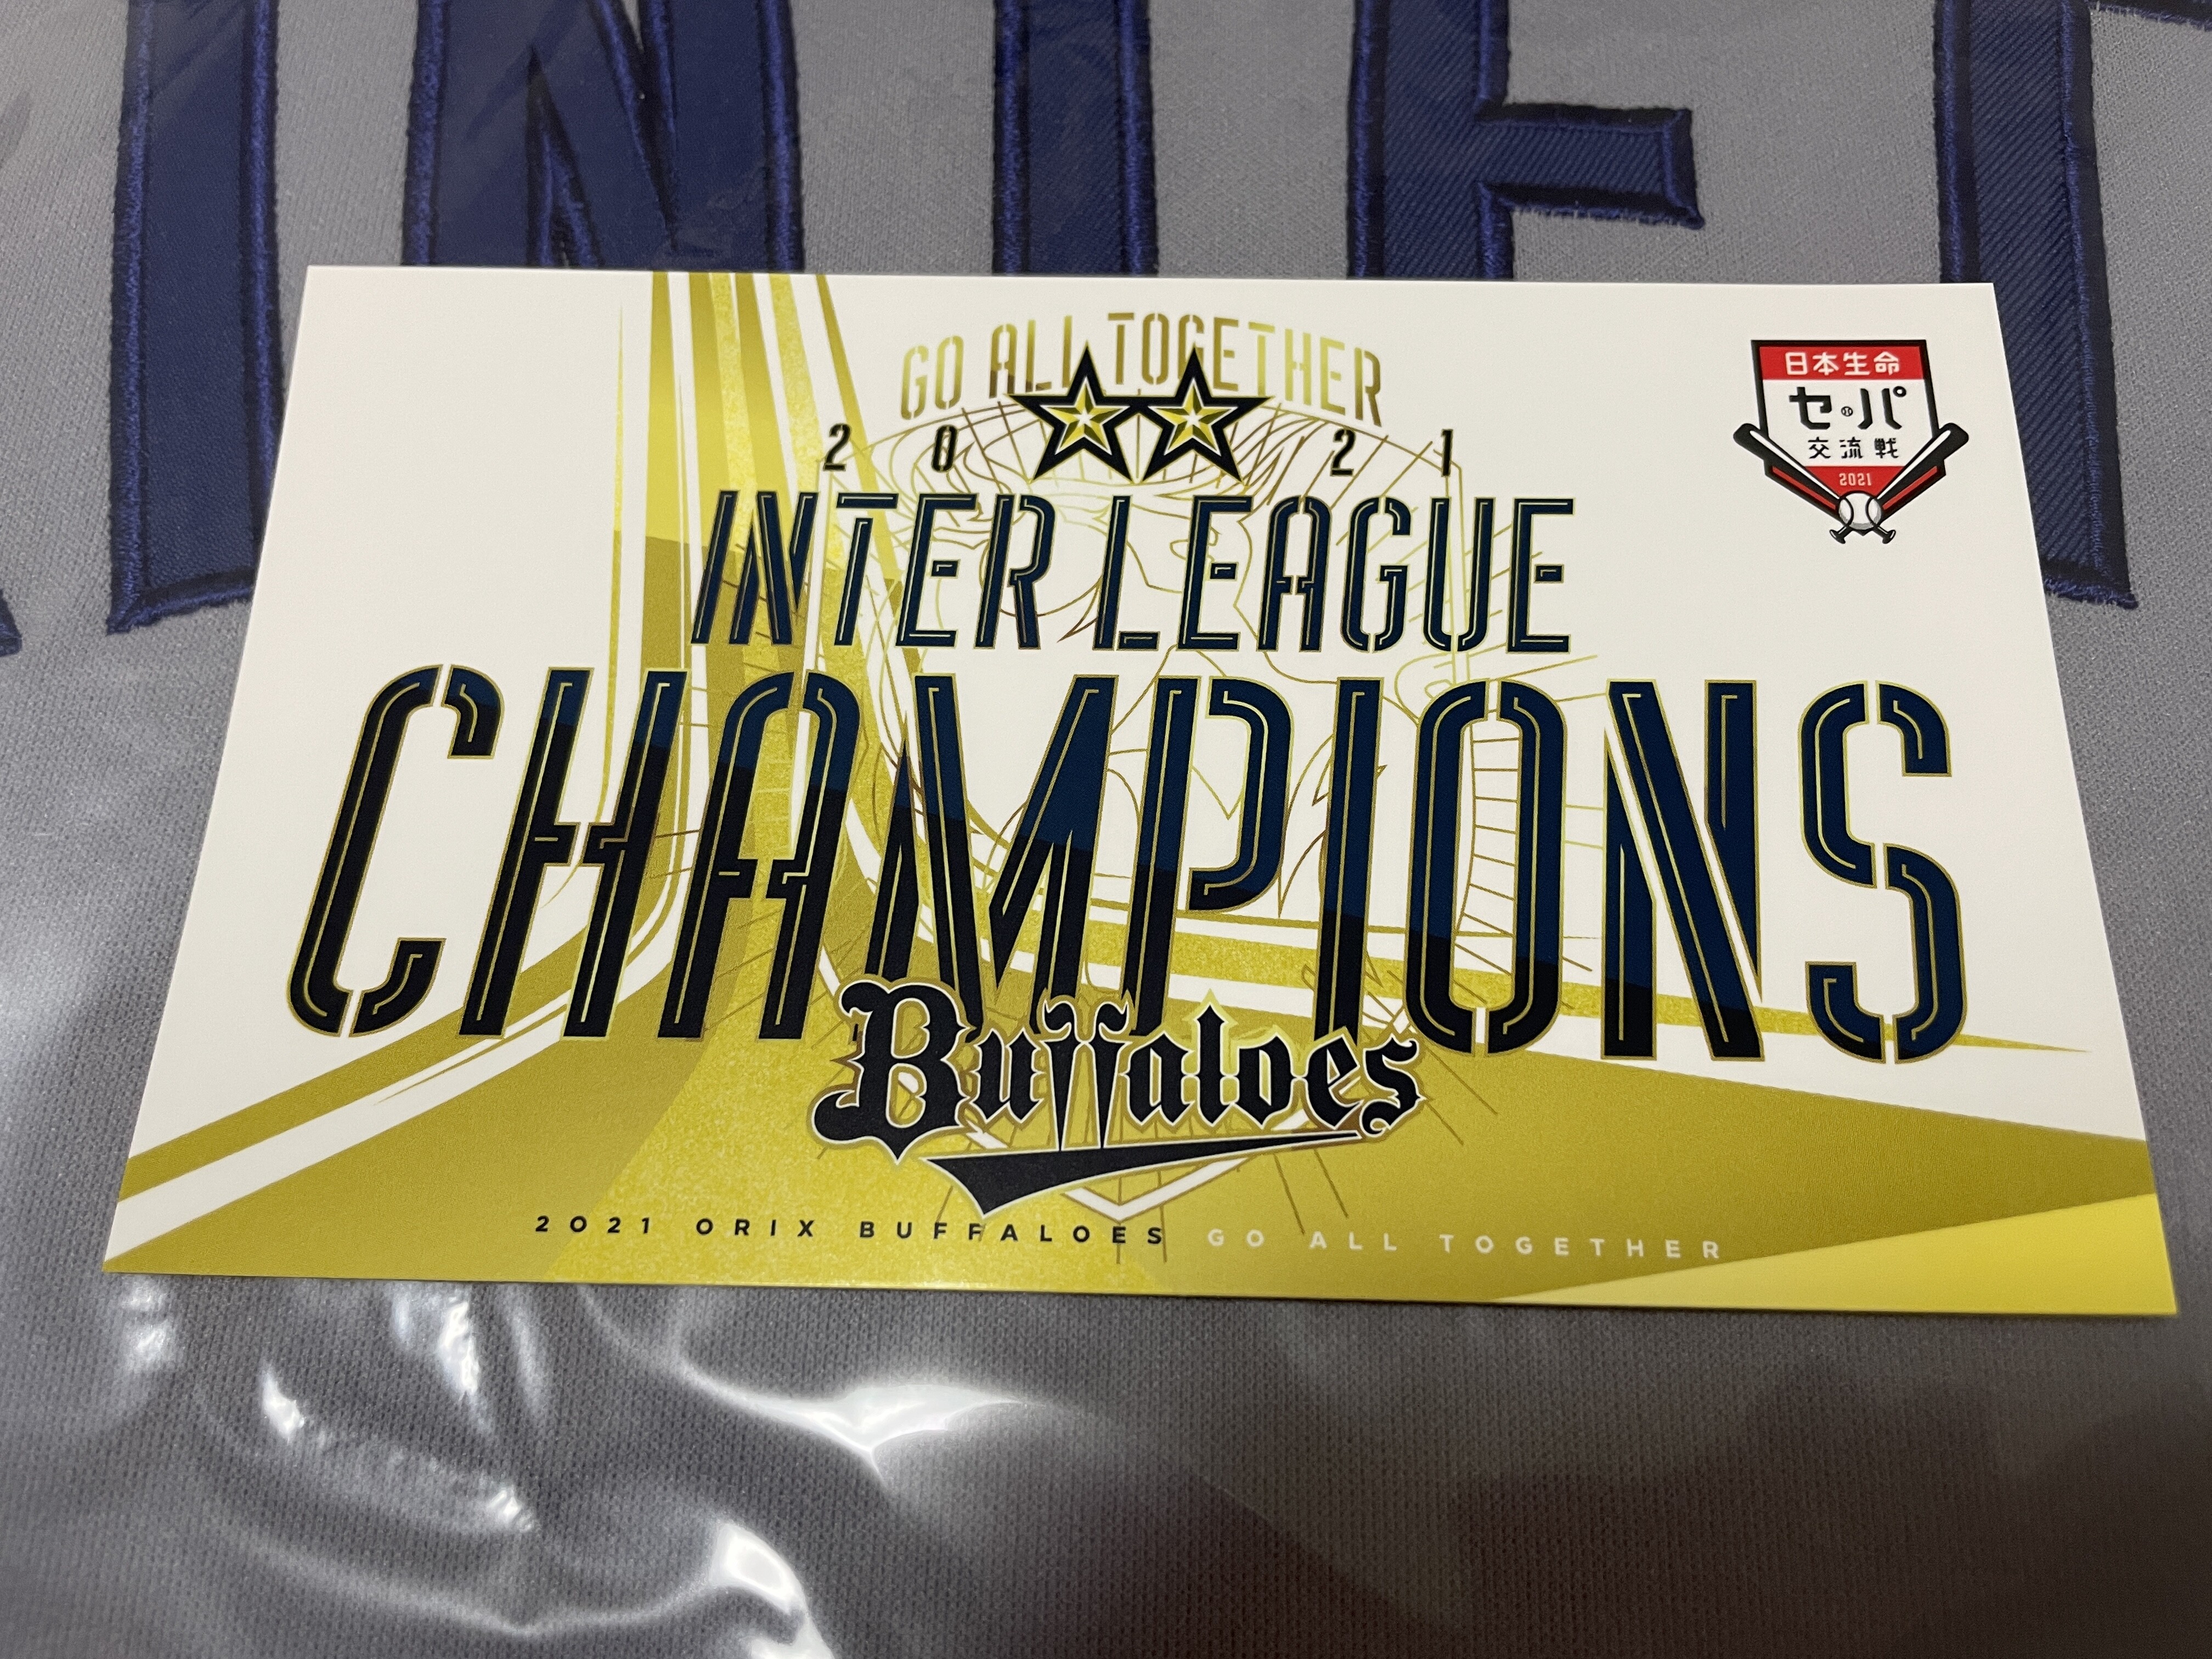 GO ALL TOGETHER
2021
INTER LEAGUE
CHAMPIONS
Buffaloes
2021 ORIX BUFFALOES GO ALL TOGETHER
日本生命
セ・パ
交流戦
2021